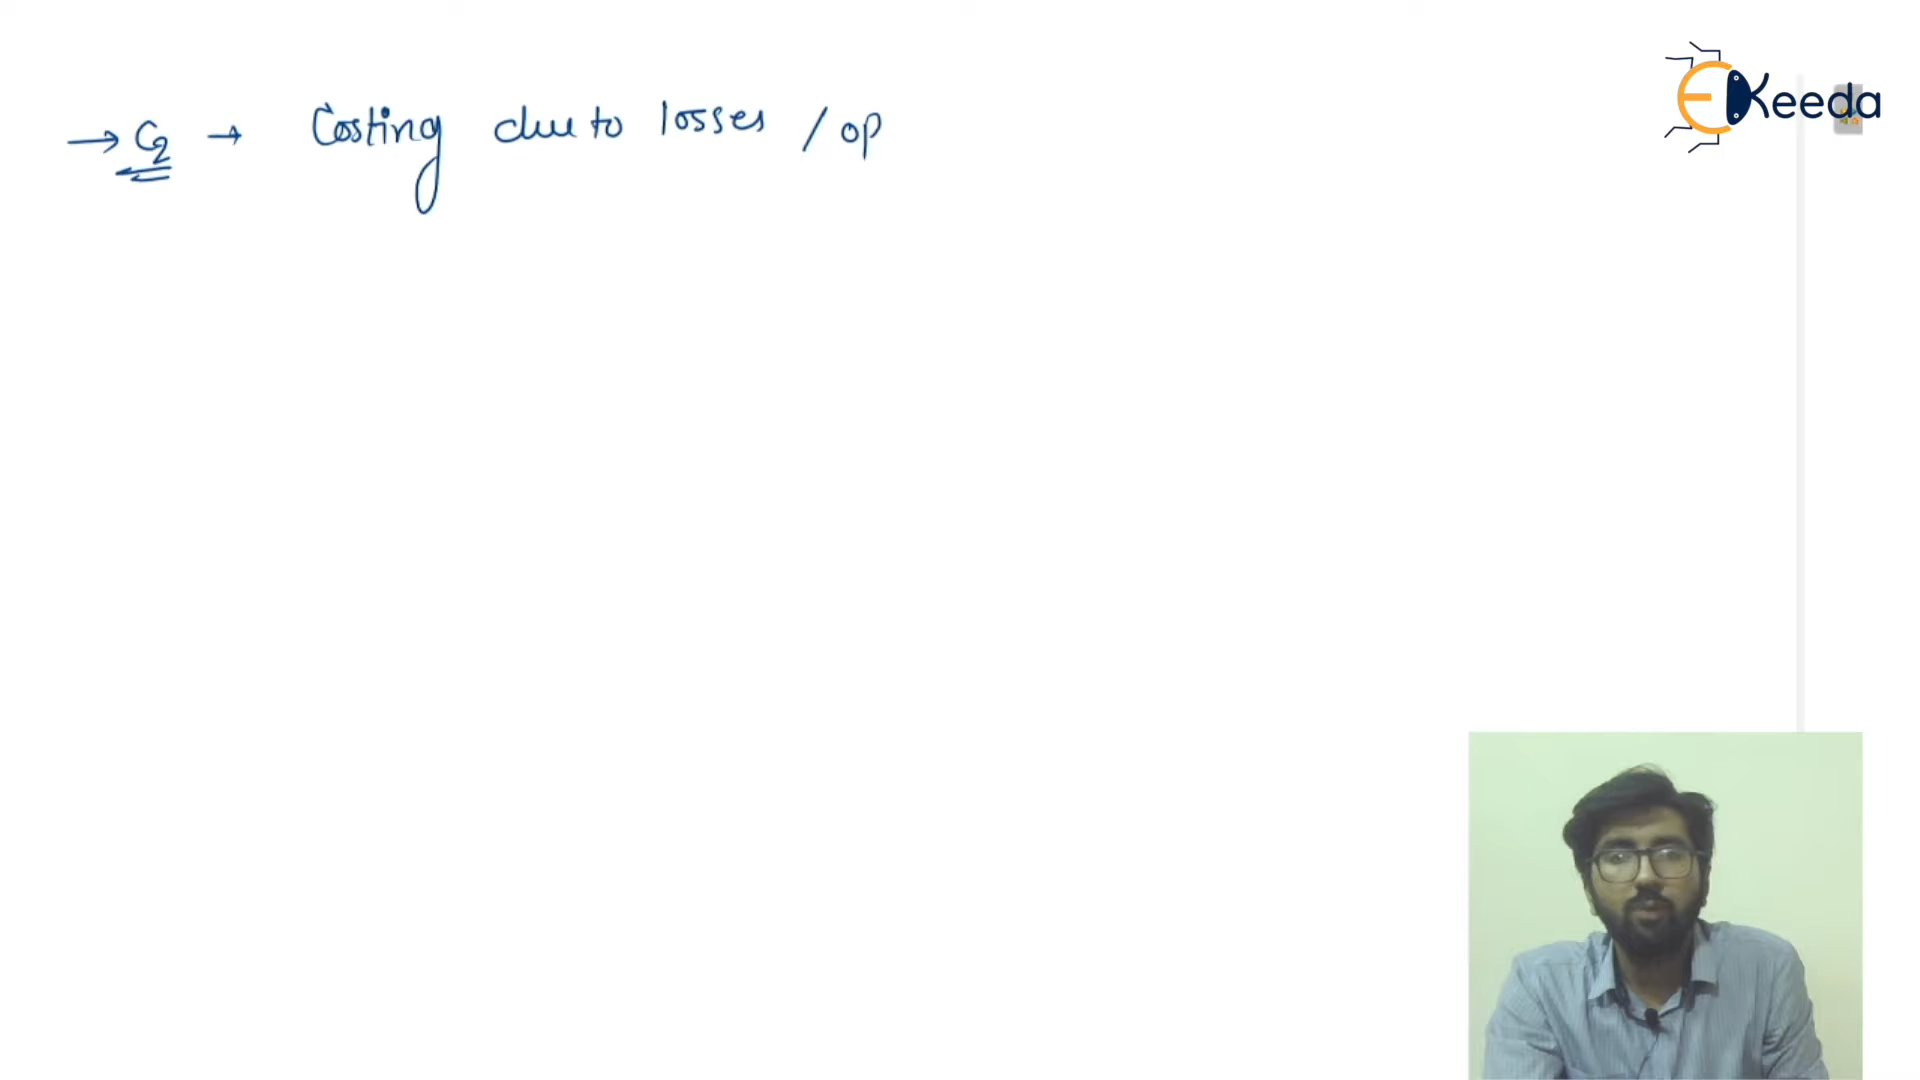 → C2 → Costing due to losses / op
EKeeda